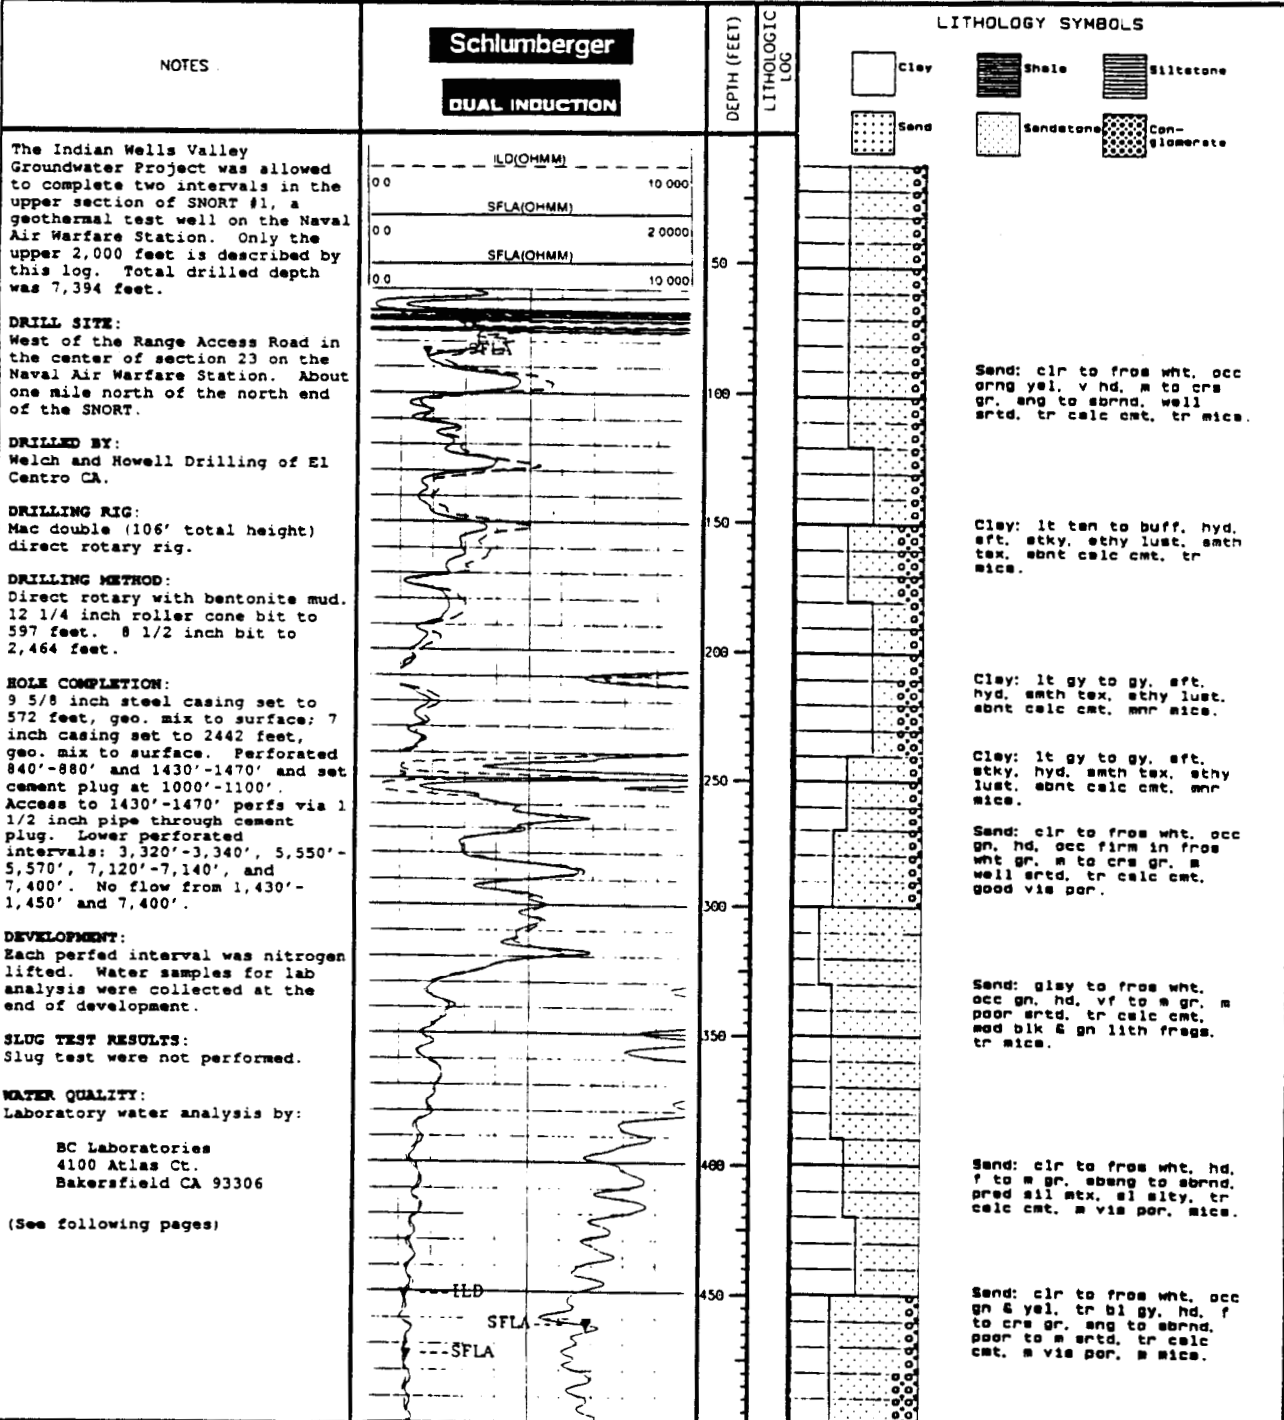 NOTES
Schlumberger
DUAL INDUCTION
DEPTH (FEET)
LITHOLOGIC
LOG
LITHOLOGY SYMBOLS
Clay
Shale
Siltstone
Sand
Sandstone
Con-
glomerate
The Indian Wells Valley
Groundwater Project was allowed
to complete two intervals in the
upper section of SNORT #1, a
geothermal test well on the Naval
Air Warfare Station. Only the
upper 2,000 feet is described by
this log. Total drilled depth
was 7,394 feet.
DRILL SITE:
West of the Range Access Road in
the center of section 23 on the
Naval Air Warfare Station. About
one mile north of the north end
of the SNORT.
DRILLED BY:
Welch and Howell Drilling of El
Centro CA.
DRILLING RIG:
Mac double (106' total height)
direct rotary rig.
DRILLING METHOD:
Direct rotary with bentonite mud.
12 1/4 inch roller cone bit to
597 feet. 8 1/2 inch bit to
2,464 feet.
HOLE COMPLETION:
9 5/8 inch steel casing set to
572 feet, geo. mix to surface; 7
inch casing set to 2442 feet,
geo. mix to surface. Perforated
840'-880' and 1430'-1470' and set
cement plug at 1000'-1100'.
Access to 1430'-1470' perfs via 1
1/2 inch pipe through cement
plug. Lower perforated
intervals: 3,320'-3,340', 5,550'-
5,570', 7,120'-7,140', and
7,400'. No flow from 1,430'-
1,450' and 7,400'.
DEVELOPMENT:
Each perfed interval was nitrogen
lifted. Water samples for lab
analysis were collected at the
end of development.
SLUG TEST RESULTS:
Slug test were not performed.
WATER QUALITY:
Laboratory water analysis by:
BC Laboratories
4100 Atlas Ct.
Bakersfield CA 93306
(See following pages)
ILD(OHMM)
0 0 10 000
SFLA(OHMM)
0 0 2 0000
SFLA(OHMM)
0 0 10 000
SFLA
ILD
SFLA
SFLA
50
100
150
200
250
300
350
400
450
Sand: clr to fros wht, occ
orng yel, v hd, m to crs
gr, ang to sbrnd, well
srtd, tr calc cmt, tr mica.
Clay: lt tan to buff, hyd,
sft, stky, ethy lust, smth
tex, abnt calc cmt, tr
mica.
Clay: lt gy to gy, sft,
hyd, smth tex, ethy lust,
abnt calc cmt, mnr mica.
Clay: lt gy to gy, sft,
stky, hyd, smth tex, ethy
lust, abnt calc cmt, mnr
mica.
Sand: clr to fros wht, occ
gn, hd, occ firm in fros
wht gr, m to crs gr, m
well srtd, tr calc cmt,
good vis por.
Sand: glsy to fros wht,
occ gn, hd, vf to m gr, m
poor srtd, tr calc cmt,
mod blk & gn lith frags,
tr mica.
Sand: clr to fros wht, hd,
f to m gr, sbang to sbrnd,
pred sil mtx, sl slty, tr
calc cmt, m vis por, mica.
Sand: clr to fros wht, occ
gn & yel, tr bl gy, hd, f
to crs gr, ang to sbrnd,
poor to m srtd, tr calc
cmt, m vis por, m mica.